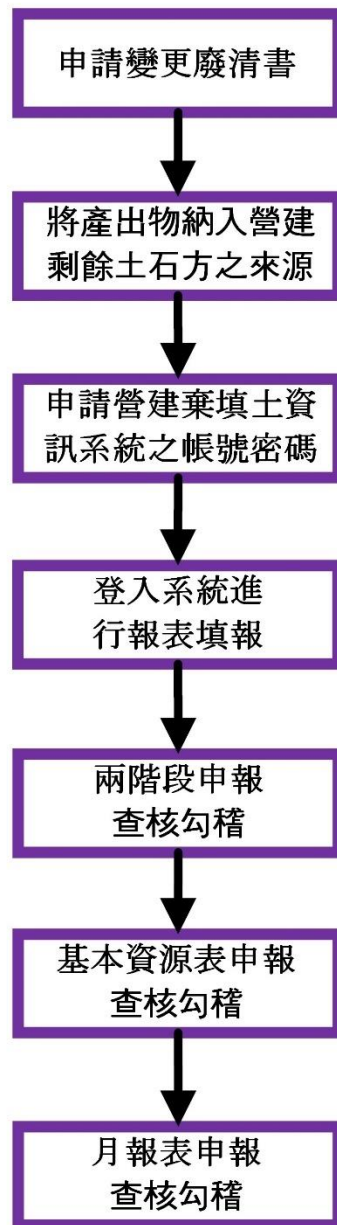 申請變更廢清書
將產出物納入營建
剩餘土石方之來源
申請營建棄填土資
訊系統之帳號密碼
登入系統進
行報表填報
兩階段申報
查核勾稽
基本資源表申報
查核勾稽
月報表申報
查核勾稽